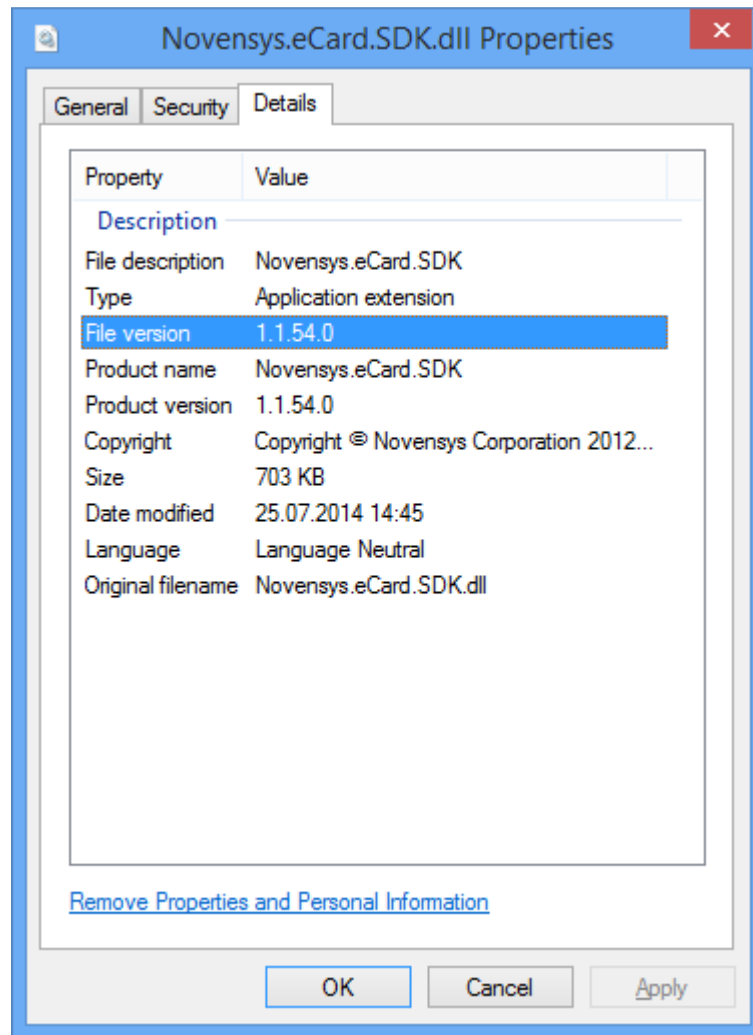 Novensys.eCard.SDK.dll Properties
General Security Details
Property Value
Description
File description Novensys.eCard.SDK
Type Application extension
File version 1.1.54.0
Product name Novensys.eCard.SDK
Product version 1.1.54.0
Copyright Copyright © Novensys Corporation 2012...
Size 703 KB
Date modified 25.07.2014 14:45
Language Language Neutral
Original filename Novensys.eCard.SDK.dll
Remove Properties and Personal Information
OK Cancel Apply